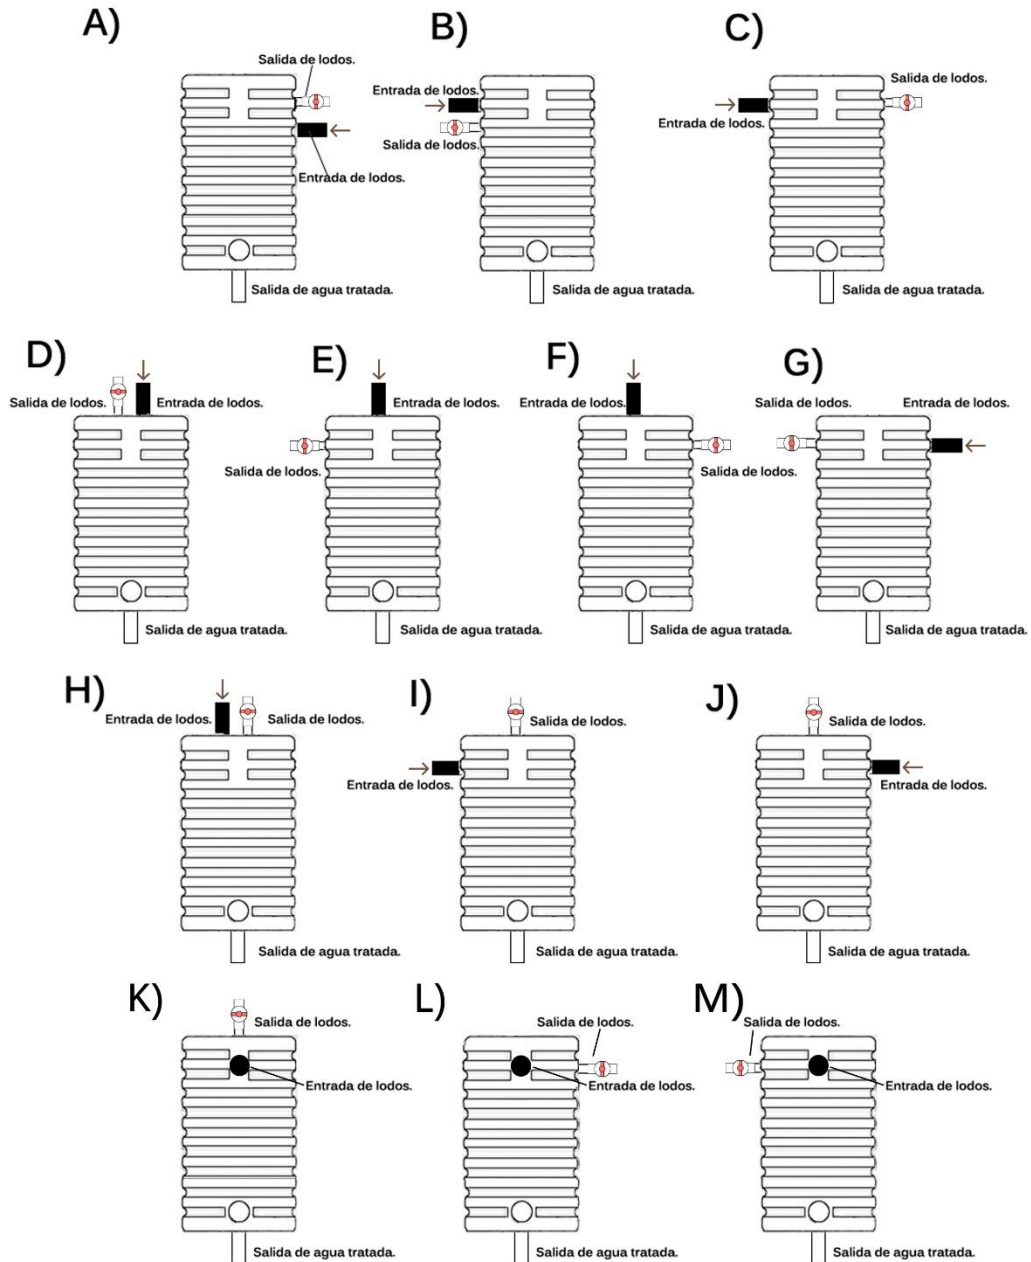 A)
B)
C)
Salida de lodos.
Entrada de lodos.
Salida de agua tratada.
Entrada de lodos.
Salida de lodos.
Salida de agua tratada.
Salida de lodos.
Entrada de lodos.
Salida de agua tratada.
D)
E)
F)
G)
Salida de lodos.
Entrada de lodos.
Salida de agua tratada.
Entrada de lodos.
Salida de lodos.
Salida de agua tratada.
Entrada de lodos.
Salida de lodos.
Salida de agua tratada.
Salida de lodos.
Entrada de lodos.
Salida de agua tratada.
H)
I)
J)
Entrada de lodos.
Salida de lodos.
Salida de agua tratada.
Salida de lodos.
Entrada de lodos.
Salida de agua tratada.
Salida de lodos.
Entrada de lodos.
Salida de agua tratada.
K)
L)
M)
Salida de lodos.
Entrada de lodos.
Salida de agua tratada.
Salida de lodos.
Entrada de lodos.
Salida de agua tratada.
Salida de lodos.
Entrada de lodos.
Salida de agua tratada.